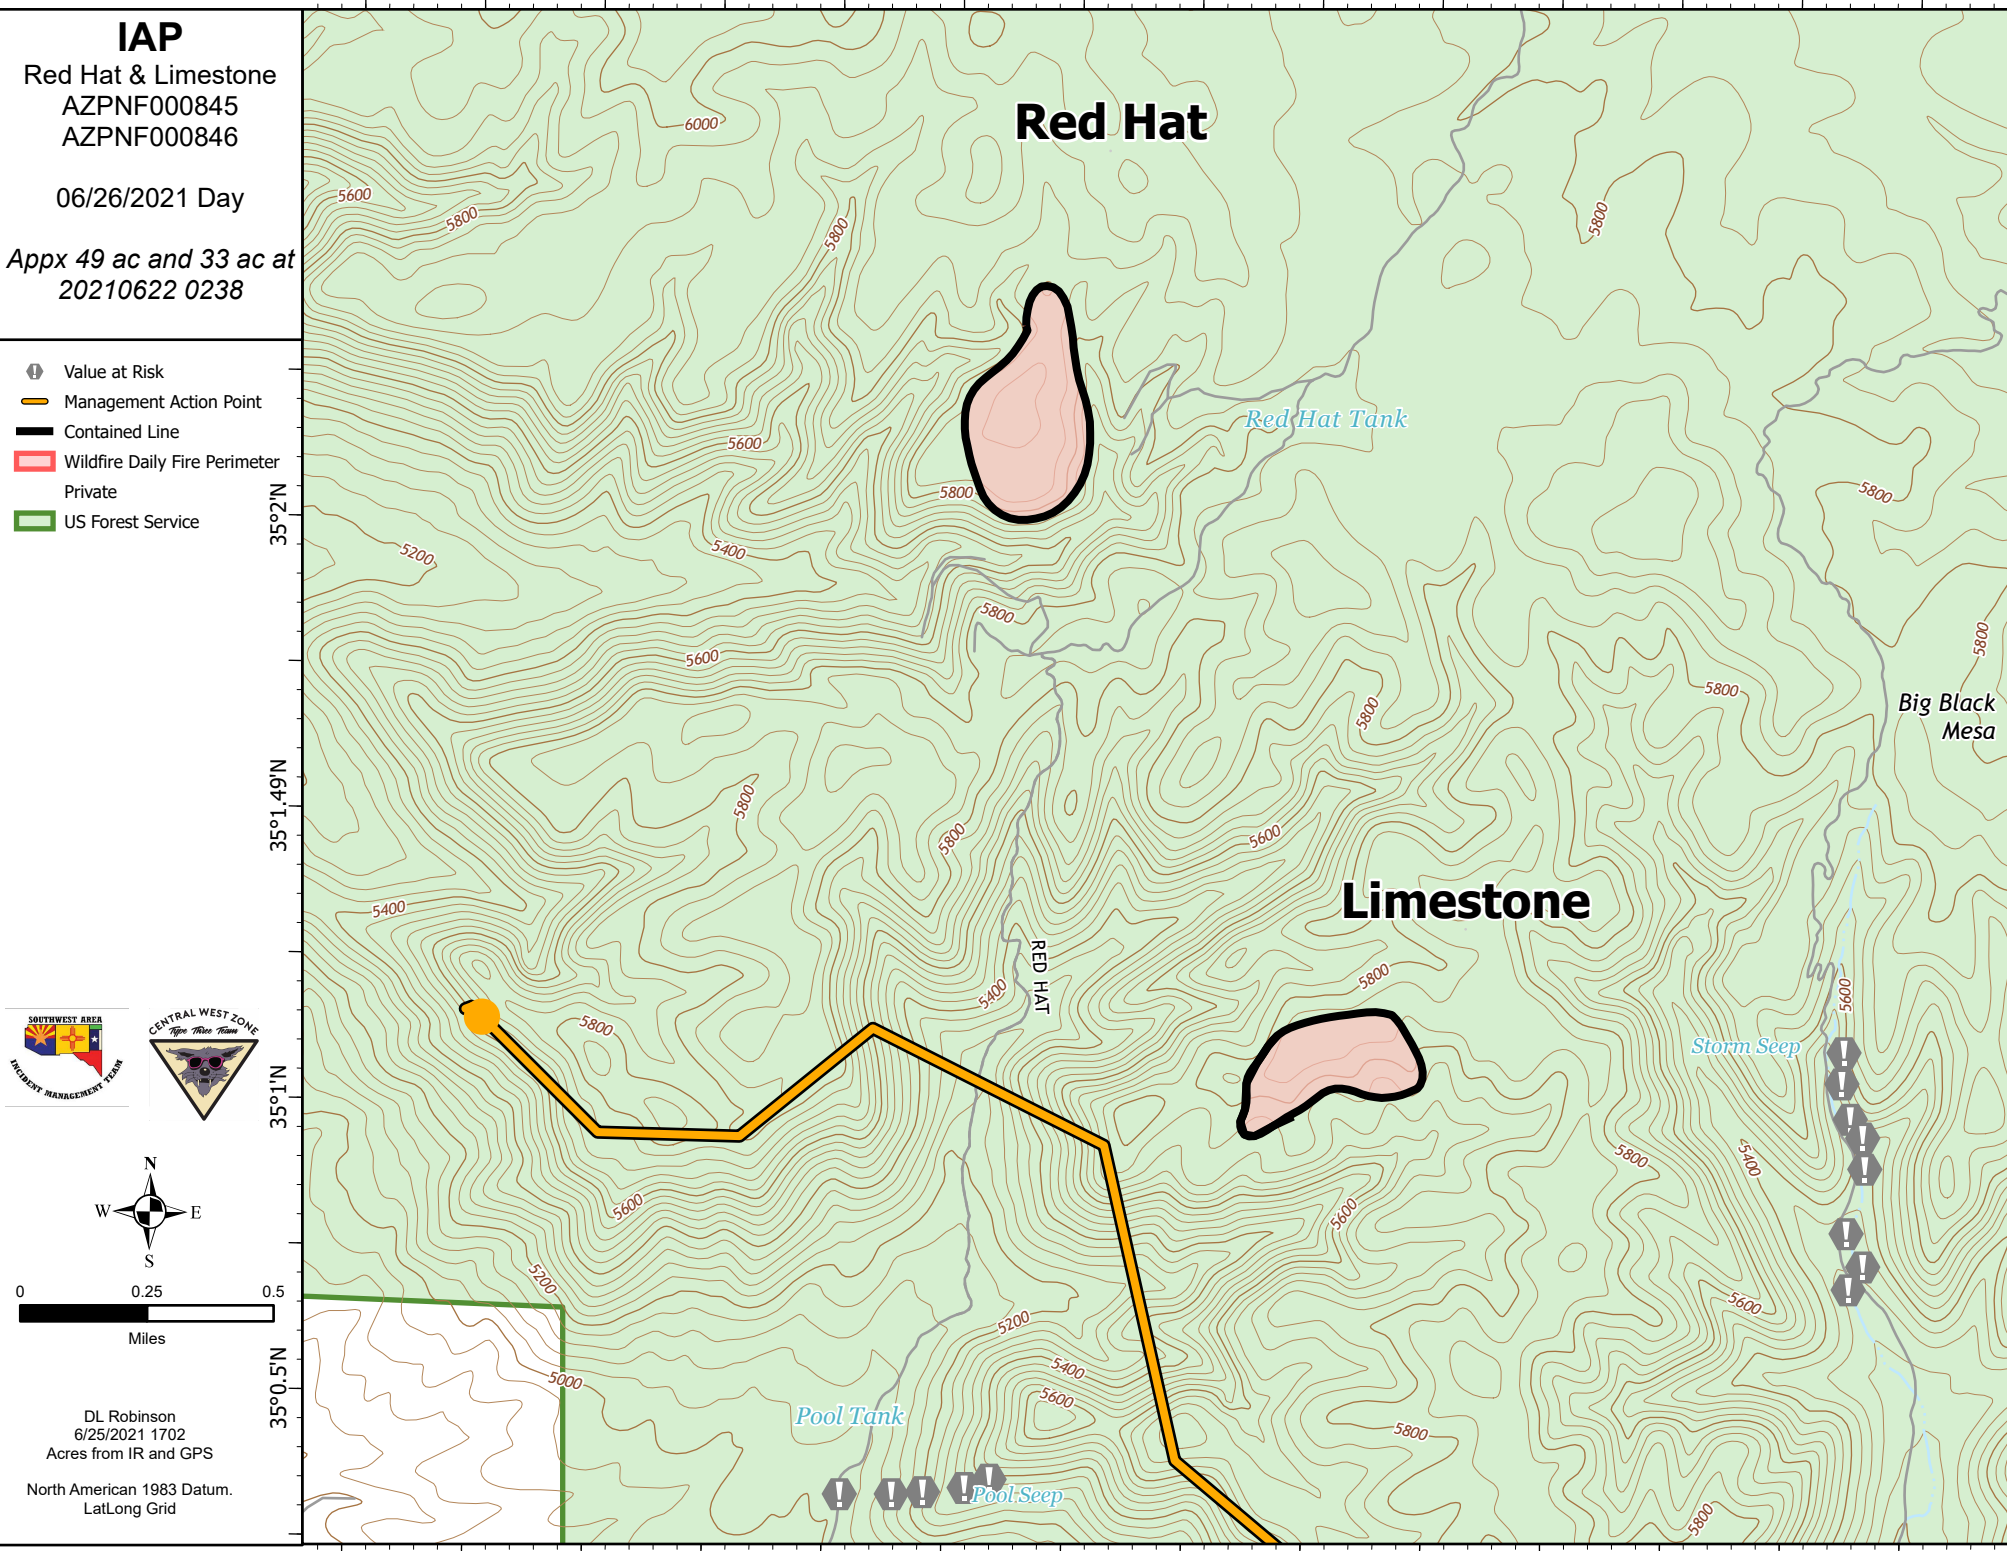 IAP
Red Hat & Limestone
AZPNF000845
AZPNF000846
06/26/2021 Day
Appx 49 ac and 33 ac at
20210622 0238
Value at Risk
Management Action Point
Contained Line
Wildfire Daily Fire Perimeter
Private
US Forest Service
35°2'N
35°1.49'N
35°1'N
35°0.5'N
SOUTHWEST AREA
INCIDENT MANAGEMENT TEAM
CENTRAL WEST ZONE
Type Three Team
N
W E
S
0 0.25 0.5
Miles
DL Robinson
6/25/2021 1702
Acres from IR and GPS
North American 1983 Datum.
LatLong Grid
Red Hat
6000
5600
5800
5800
5800
Red Hat Tank
5600
5800
5800
5200
5400
5800
5600
5800
5800
5800
Big Black
Mesa
5800
5800
5600
Limestone
5400
RED HAT
5400
5800
5600
5800
Storm Seep
5800
5400
5600
5600
5200
5200
5600
5000
5400
5600
Pool Tank
5800
Pool Seep
5800